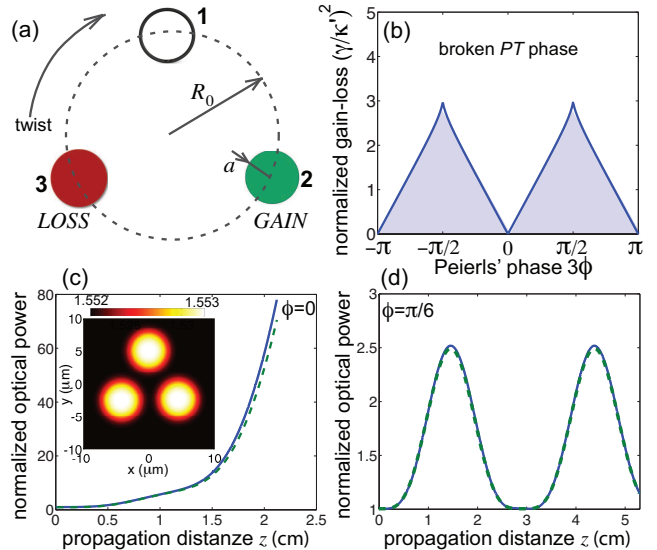 (a)
1
R₀
twist
a
3
2
LOSS
GAIN
(b)
normalized gain-loss (γ/κ')²
broken PT phase
5
4
3
2
1
0
−π
−π/2
0
π/2
π
Peierls' phase 3ϕ
(c)
normalized optical power
80
60
40
20
0
1.552
1.553
ϕ=0
y (μm)
10
5
0
-5
-10
-10
0
10
x (μm)
0
0.5
1
1.5
2
2.5
propagation distanze z (cm)
(d)
normalized optical power
ϕ=π/6
3
2.5
2
1.5
1
0
1
2
3
4
5
propagation distanze z (cm)